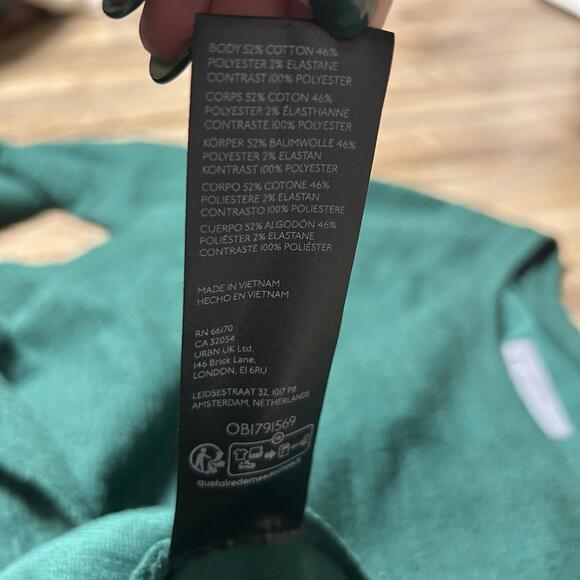 BODY 52% COTTON 46%
POLYESTER 2% ELASTANE
CONTRAST 100% POLYESTER
CORPS 52% COTON 46%
POLYESTER 2% ÉLASTHANNE
CONTRASTE 100% POLYESTER
KÖRPER 52% BAUMWOLLE 46%
POLYESTER 2% ELASTAN
KONTRAST 100% POLYESTER
CORPO 52% COTONE 46%
POLIESTERE 2% ELASTAN
CONTRASTO 100% POLIESTERE
CUERPO 52% ALGODÓN 46%
POLIÉSTER 2% ELASTANE
CONTRASTE 100% POLIÉSTER
MADE IN VIETNAM
HECHO EN VIETNAM
RN 66170
CA 32054
URBN UK Ltd.
146 Brick Lane,
LONDON, E1 6RU
LEIDSESTRAAT 32, 1017 PB
AMSTERDAM, NETHERLANDS
OB1791569
FR
quefairedemesdechets.fr